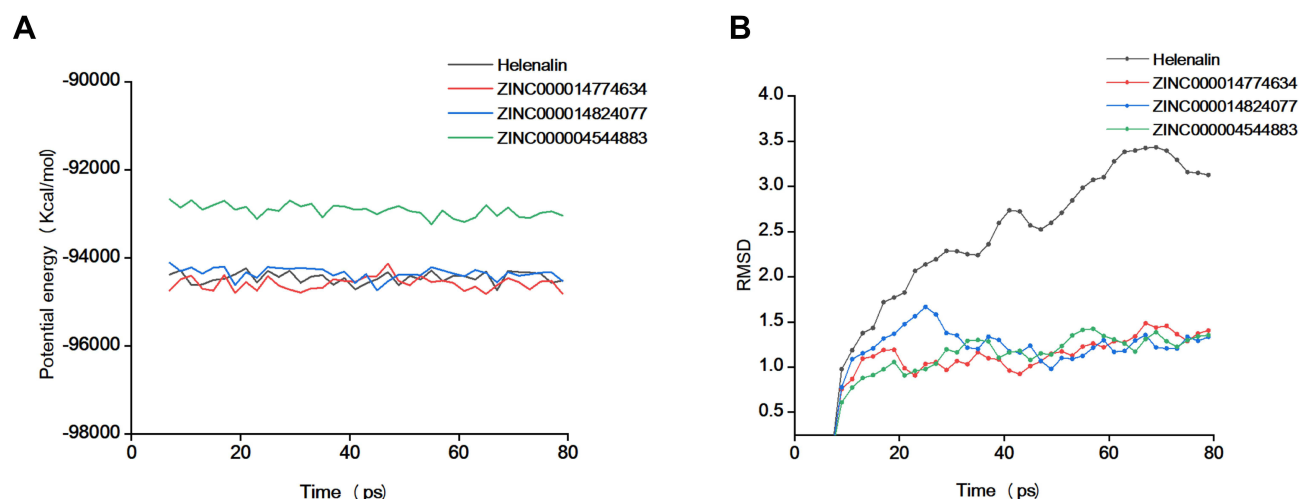 A
Helenalin
ZINC000014774634
ZINC000014824077
ZINC000004544883
-90000
-92000
-94000
-96000
-98000
Potential energy ( Kcal/mol)
0 20 40 60 80
Time ( ps)
B
Helenalin
ZINC000014774634
ZINC000014824077
ZINC000004544883
4.0
3.5
3.0
2.5
2.0
1.5
1.0
0.5
RMSD
0 20 40 60 80
Time ( ps)